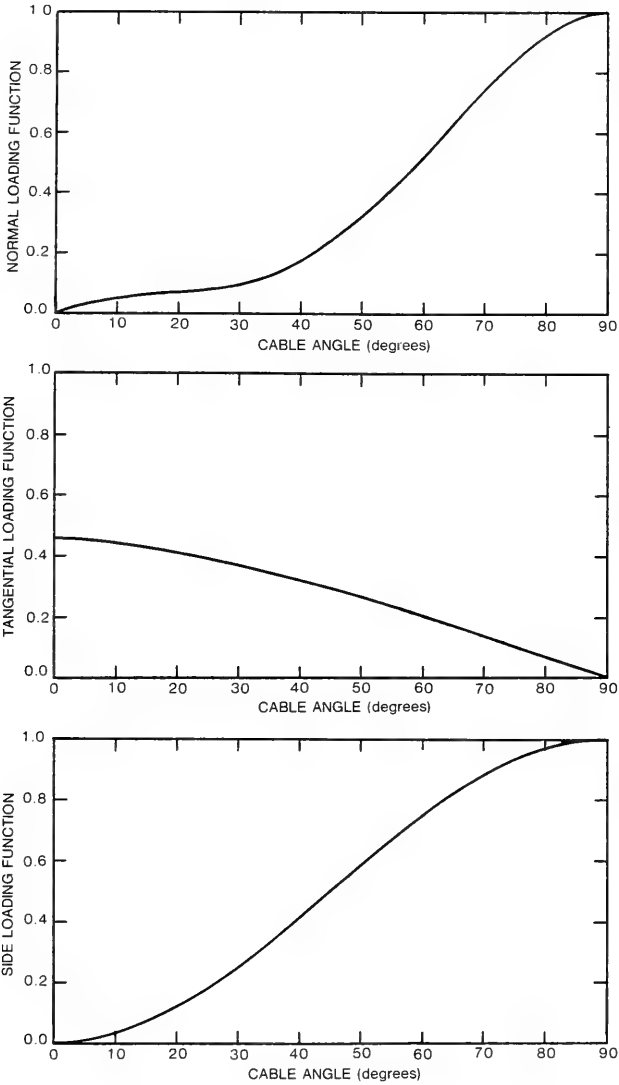 NORMAL LOADING FUNCTION
1.0
0.8
0.6
0.4
0.2
0.0
0 10 20 30 40 50 60 70 80 90
CABLE ANGLE (degrees)
TANGENTIAL LOADING FUNCTION
1.0
0.8
0.6
0.4
0.2
0.0
0 10 20 30 40 50 60 70 80 90
CABLE ANGLE (degrees)
SIDE LOADING FUNCTION
1.0
0.8
0.6
0.4
0.2
0.0
0 10 20 30 40 50 60 70 80 90
CABLE ANGLE (degrees)